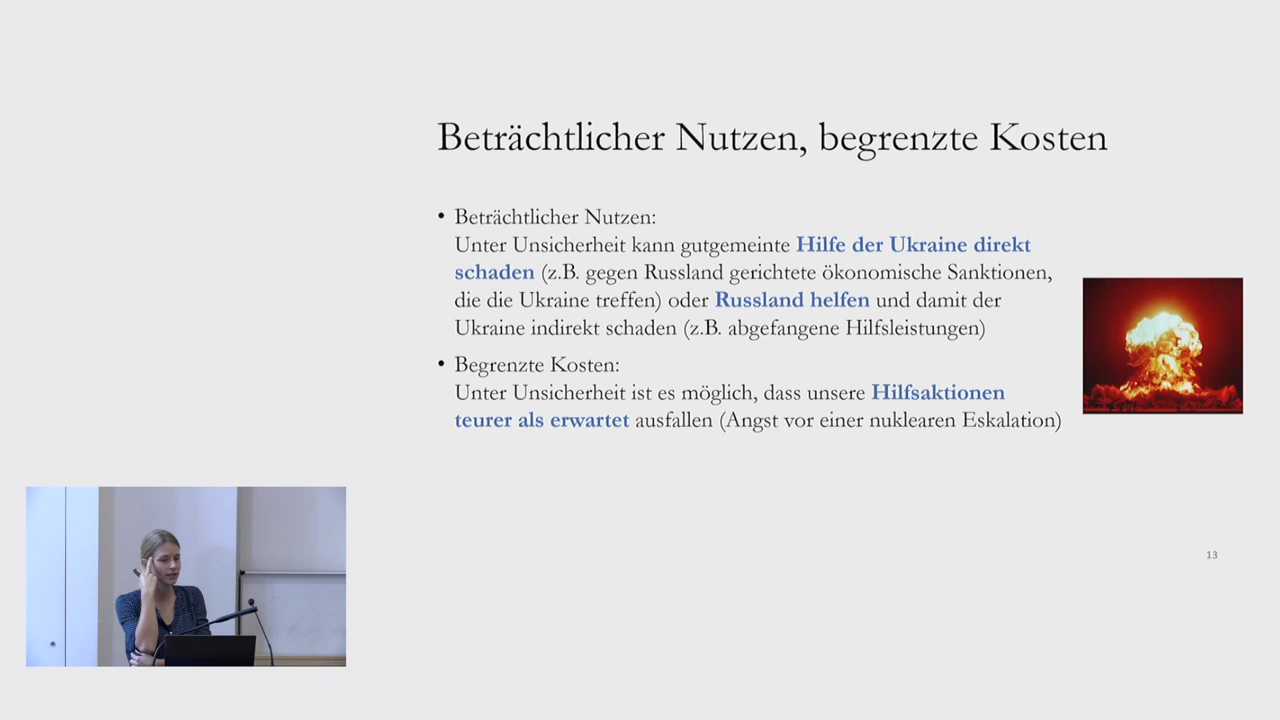 Beträchtlicher Nutzen, begrenzte Kosten
• Beträchtlicher Nutzen:
Unter Unsicherheit kann gutgemeinte Hilfe der Ukraine direkt
schaden (z.B. gegen Russland gerichtete ökonomische Sanktionen,
die die Ukraine treffen) oder Russland helfen und damit der
Ukraine indirekt schaden (z.B. abgefangene Hilfsleistungen)
• Begrenzte Kosten:
Unter Unsicherheit ist es möglich, dass unsere Hilfsaktionen
teurer als erwartet ausfallen (Angst vor einer nuklearen Eskalation)
13